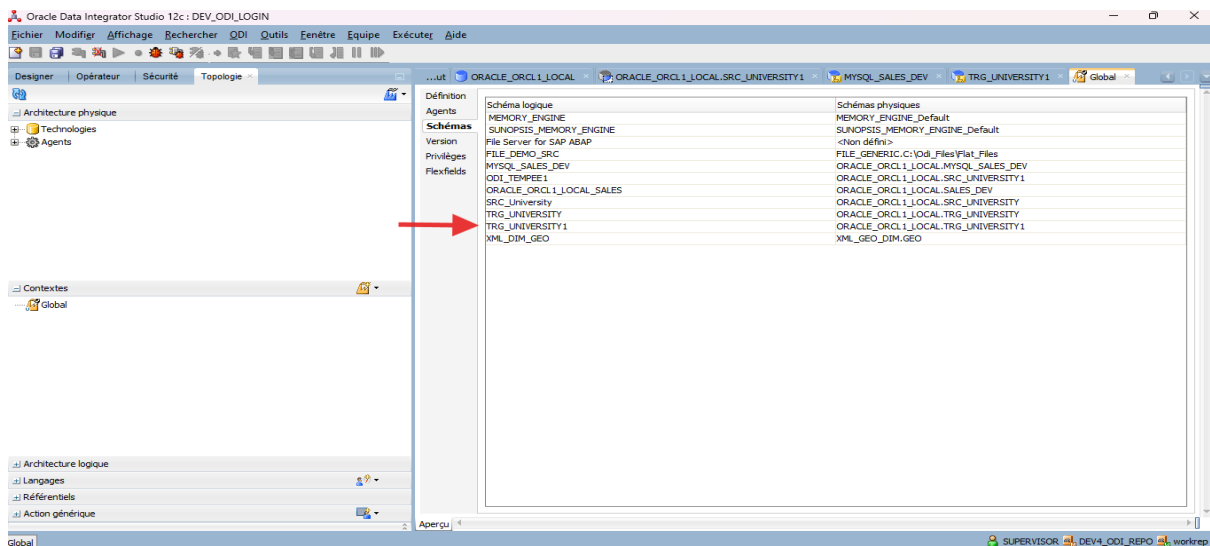 Oracle Data Integrator Studio 12c : DEV_ODI_LOGIN
Eichier Modifier Affichage Rechercher ODI Outils Fenêtre Equipe Exécuter Aide
Designer Opérateur Sécurité Topologie
...ut ORACLE_ORCL1_LOCAL ORACLE_ORCL1_LOCAL.SRC_UNIVERSITY1 MYSQL_SALES_DEV TRG_UNIVERSITY1 Global
Architecture physique
Technologies
Agents
Contextes
Global
Architecture logique
Langages
Référentiels
Action générique
Définition
Agents
Schémas
Version
Privilèges
Flexfields
Schéma logique Schémas physiques
MEMORY_ENGINE MEMORY_ENGINE_Default
SUNOPSIS_MEMORY_ENGINE SUNOPSIS_MEMORY_ENGINE_Default
File Server for SAP ABAP <Non défini>
FILE_DEMO_SRC FILE_GENERIC.C:\Odi_Files\Flat_Files
MYSQL_SALES_DEV ORACLE_ORCL1_LOCAL.MYSQL_SALES_DEV
ODI_TEMPEE1 ORACLE_ORCL1_LOCAL.SRC_UNIVERSITY1
ORACLE_ORCL1_LOCAL_SALES ORACLE_ORCL1_LOCAL.SALES_DEV
SRC_University ORACLE_ORCL1_LOCAL.SRC_UNIVERSITY
TRG_UNIVERSITY ORACLE_ORCL1_LOCAL.TRG_UNIVERSITY
TRG_UNIVERSITY1 ORACLE_ORCL1_LOCAL.TRG_UNIVERSITY1
XML_DIM_GEO XML_GEO_DIM.GEO
Aperçu
Global
SUPERVISOR DEV4_ODI_REPO workrep